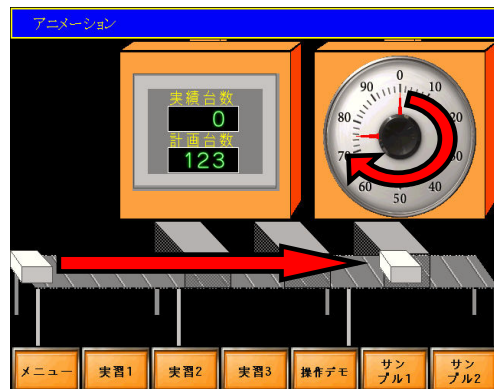 アニメーション
実績台数
0
計画台数
123
0
10
20
30
40
50
60
70
80
90
メニュー
実習1
実習2
実習3
操作デモ
サン
プル1
サン
プル2